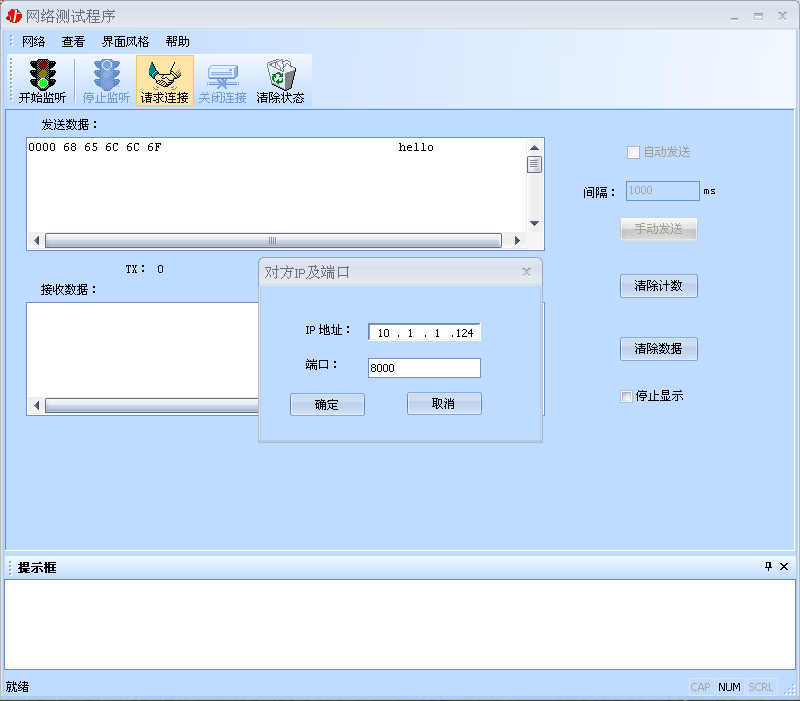 网络测试程序
网络 查看 界面风格 帮助
开始监听 停止监听 请求连接 关闭连接 清除状态
发送数据：
0000 68 65 6C 6C 6F hello
自动发送
间隔： 1000 ms
手动发送
TX： 0
接收数据：
清除计数
清除数据
停止显示
对方IP及端口
IP 地址： 10 . 1 . 1 .124
端口： 8000
确定 取消
提示框
就绪 CAP NUM SCRL